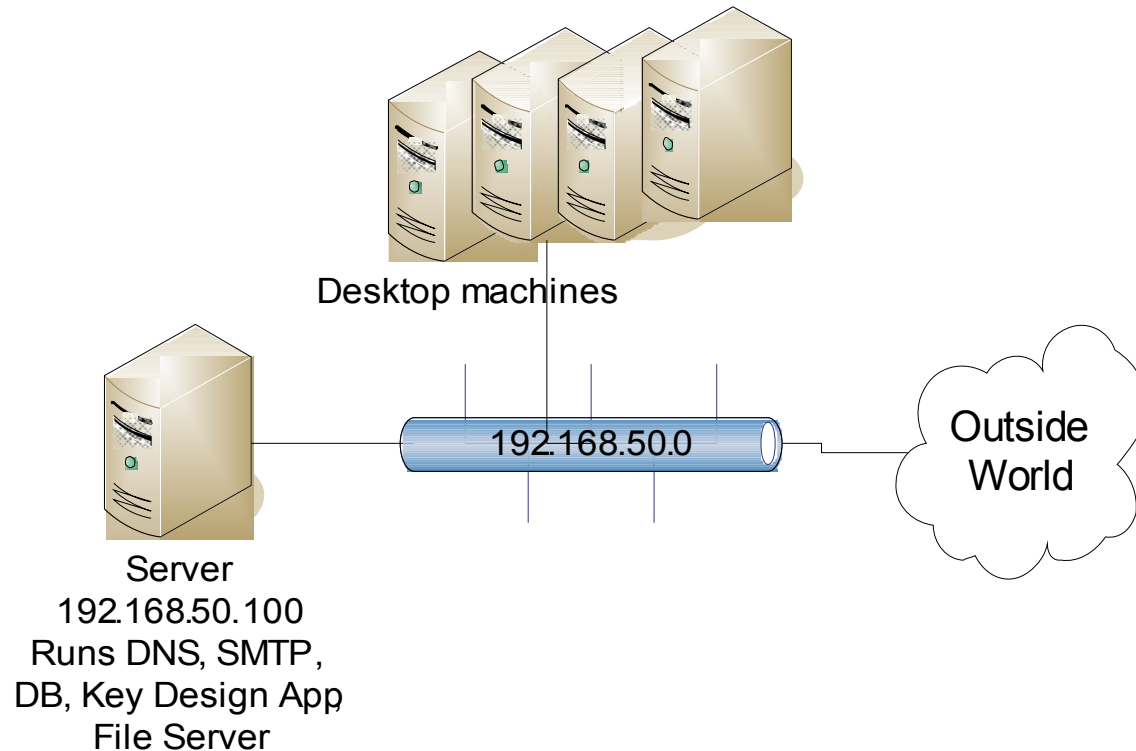 Desktop machines
192.168.50.0
Outside
World
Server
192.168.50.100
Runs DNS, SMTP,
DB, Key Design App,
File Server